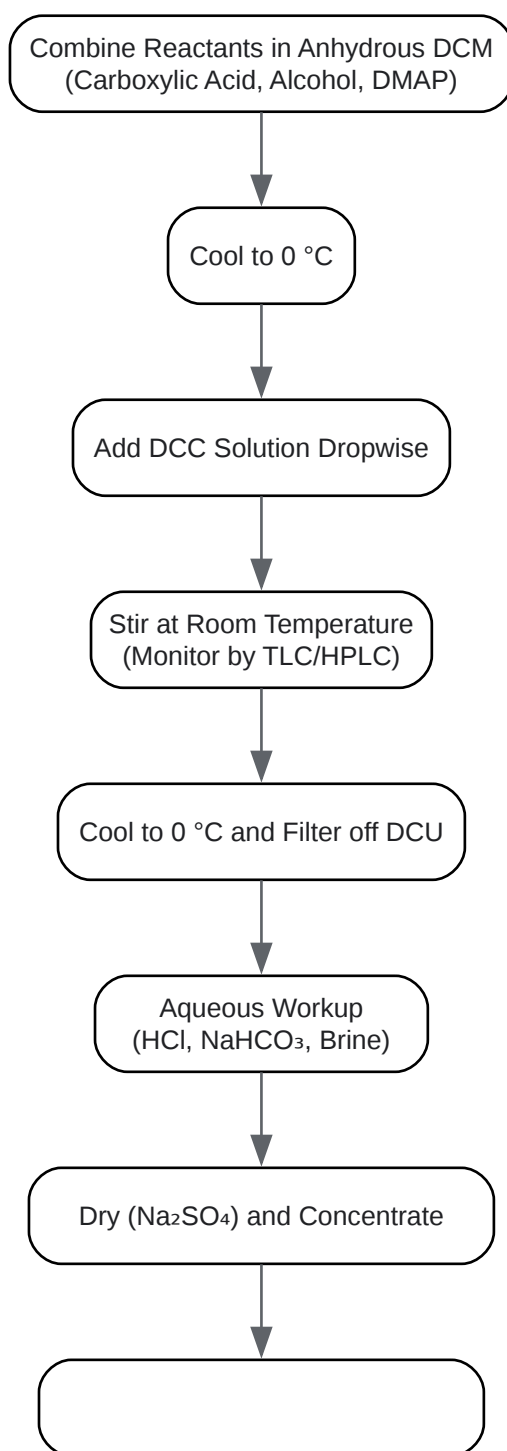 Combine Reactants in Anhydrous DCM
(Carboxylic Acid, Alcohol, DMAP)
Cool to 0 °C
Add DCC Solution Dropwise
Stir at Room Temperature
(Monitor by TLC/HPLC)
Cool to 0 °C and Filter off DCU
Aqueous Workup
(HCl, NaHCO₃, Brine)
Dry (Na₂SO₄) and Concentrate